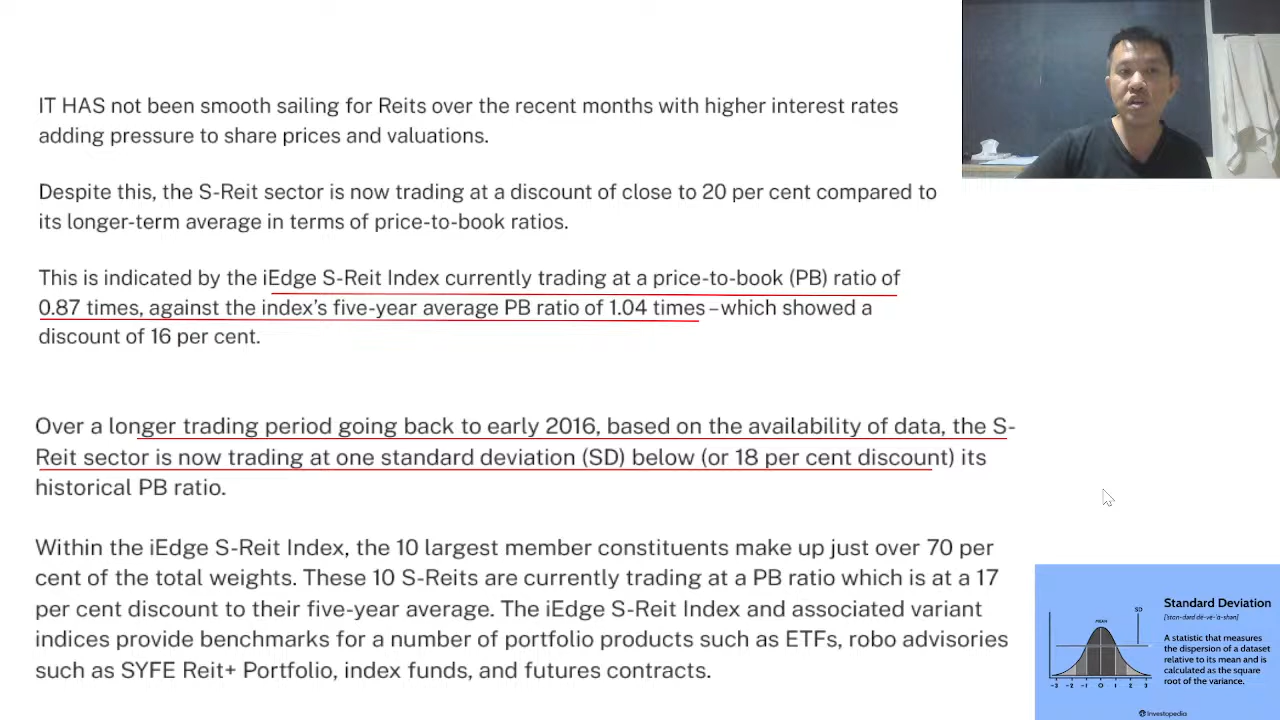 IT HAS not been smooth sailing for Reits over the recent months with higher interest rates
adding pressure to share prices and valuations.
Despite this, the S-Reit sector is now trading at a discount of close to 20 per cent compared to
its longer-term average in terms of price-to-book ratios.
This is indicated by the iEdge S-Reit Index currently trading at a price-to-book (PB) ratio of
0.87 times, against the index’s five-year average PB ratio of 1.04 times – which showed a
discount of 16 per cent.
Over a longer trading period going back to early 2016, based on the availability of data, the S-
Reit sector is now trading at one standard deviation (SD) below (or 18 per cent discount) its
historical PB ratio.
Within the iEdge S-Reit Index, the 10 largest member constituents make up just over 70 per
cent of the total weights. These 10 S-Reits are currently trading at a PB ratio which is at a 17
per cent discount to their five-year average. The iEdge S-Reit Index and associated variant
indices provide benchmarks for a number of portfolio products such as ETFs, robo advisories
such as SYFE Reit+ Portfolio, index funds, and futures contracts.
Standard Deviation
A statistic that measures
the dispersion of a dataset
relative to its mean and is
calculated as the square
root of the variance.
SD
MEAN
-3 -2 -1 0 1 2 3
Investopedia